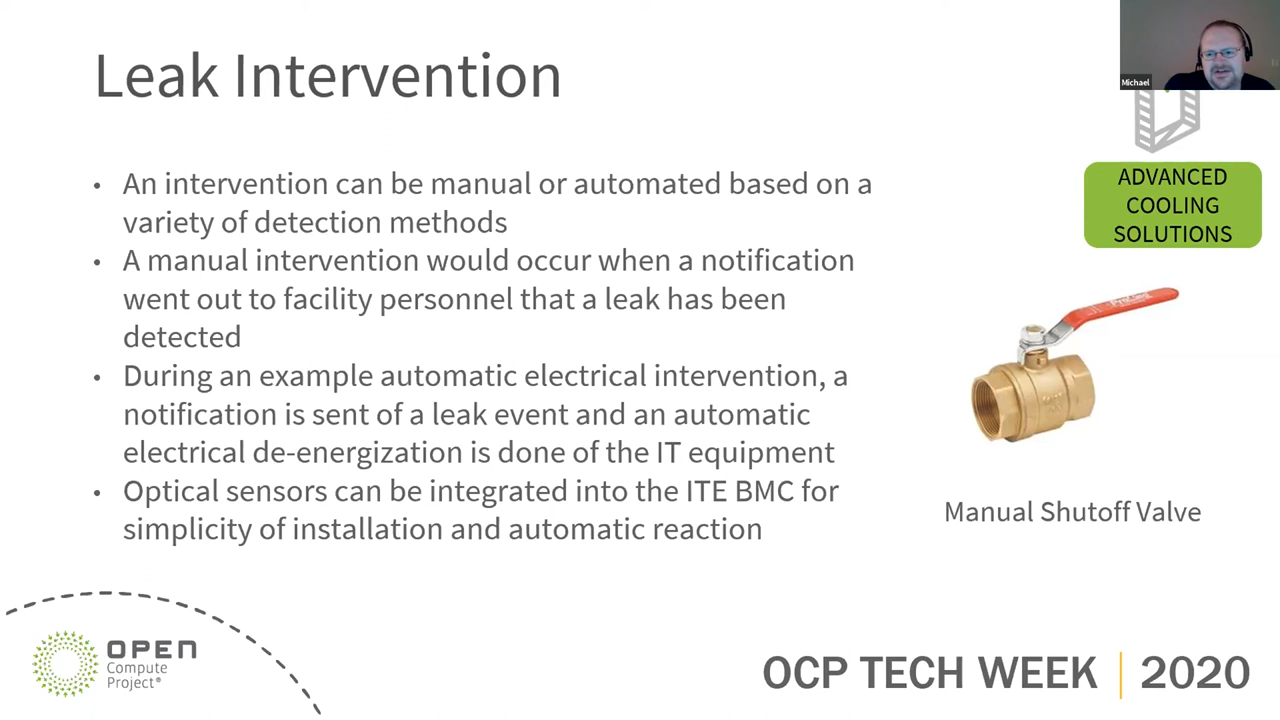 Leak Intervention
Michael
ADVANCED
COOLING
SOLUTIONS
• An intervention can be manual or automated based on a
variety of detection methods
• A manual intervention would occur when a notification
went out to facility personnel that a leak has been
detected
• During an example automatic electrical intervention, a
notification is sent of a leak event and an automatic
electrical de-energization is done of the IT equipment
• Optical sensors can be integrated into the ITE BMC for
simplicity of installation and automatic reaction
Manual Shutoff Valve
OPEN
Compute
Project®
OCP TECH WEEK | 2020